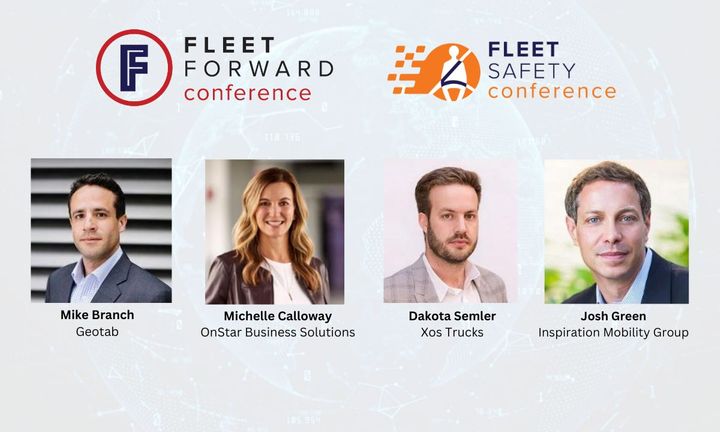 FLEET
FORWARD
conference
FLEET
SAFETY
conference
Mike Branch
Geotab
Michelle Calloway
OnStar Business Solutions
Dakota Semler
Xos Trucks
Josh Green
Inspiration Mobility Group